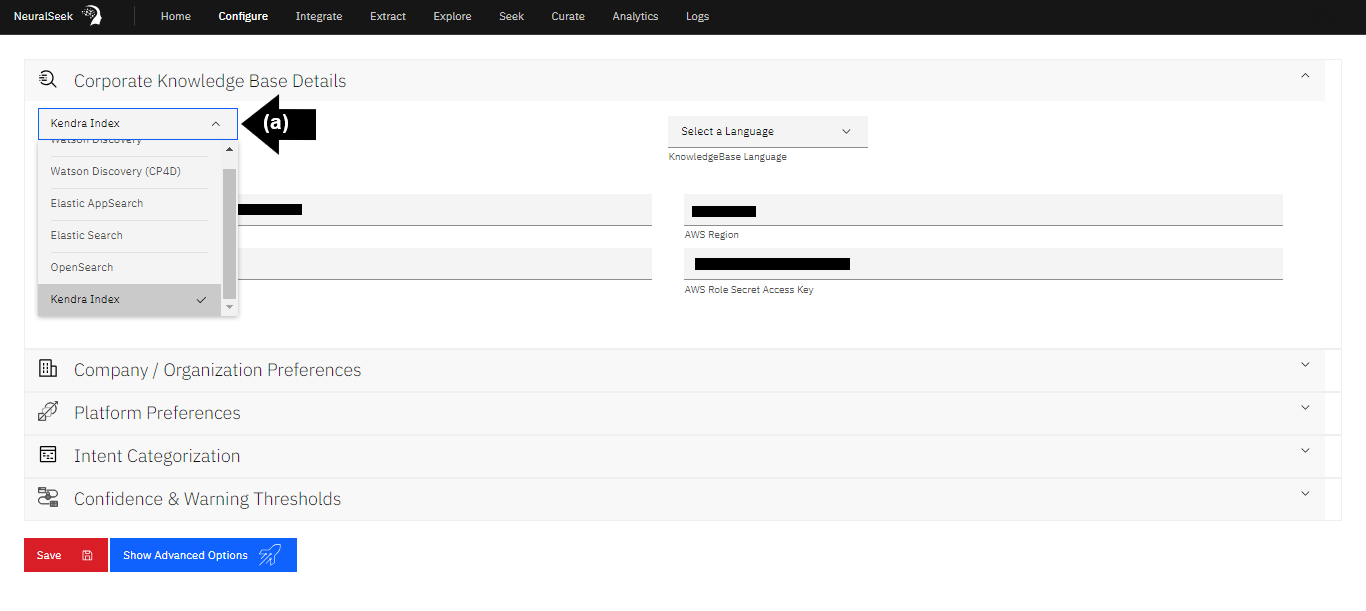 NeuralSeek Home Configure Integrate Extract Explore Seek Curate Analytics Logs
Corporate Knowledge Base Details
Kendra Index
(a)
Select a Language
KnowledgeBase Language
Watson Discovery
Watson Discovery (CP4D)
Elastic AppSearch
Elastic Search
OpenSearch
Kendra Index
AWS Region
AWS Role Secret Access Key
Company / Organization Preferences
Platform Preferences
Intent Categorization
Confidence & Warning Thresholds
Save
Show Advanced Options